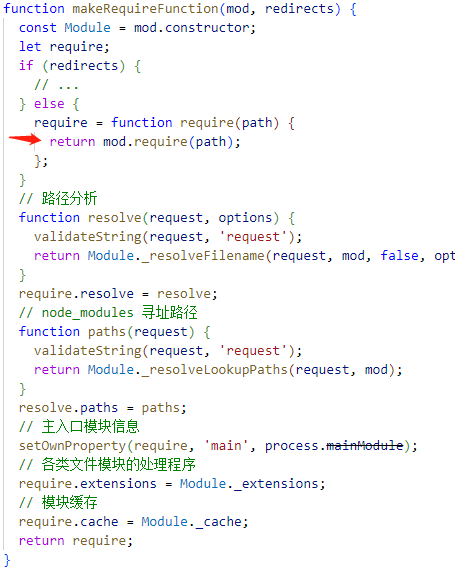 function makeRequireFunction(mod, redirects) {
  const Module = mod.constructor;
  let require;
  if (redirects) {
    // ...
  } else {
    require = function require(path) {
      return mod.require(path);
    };
  }
  // 路径分析
  function resolve(request, options) {
    validateString(request, 'request');
    return Module._resolveFilename(request, mod, false, opt
  }
  require.resolve = resolve;
  // node_modules 寻址路径
  function paths(request) {
    validateString(request, 'request');
    return Module._resolveLookupPaths(request, mod);
  }
  resolve.paths = paths;
  // 主入口模块信息
  setOwnProperty(require, 'main', process.mainModule);
  // 各类文件模块的处理程序
  require.extensions = Module._extensions;
  // 模块缓存
  require.cache = Module._cache;
  return require;
}